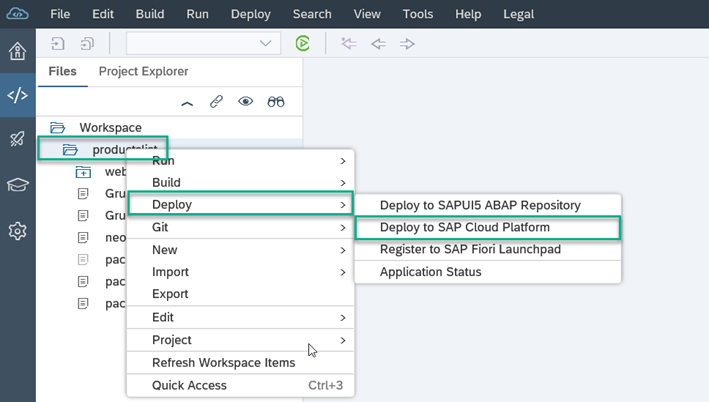 File Edit Build Run Deploy Search View Tools Help Legal
Files Project Explorer
Workspace
productslist
Run
web
Build
Gru
Deploy
Deploy to SAPUI5 ABAP Repository
Gru
Git
Deploy to SAP Cloud Platform
neo
New
Register to SAP Fiori Launchpad
pac
Import
Application Status
pac
Export
pac
Edit
Project
Refresh Workspace Items
Quick Access Ctrl+3